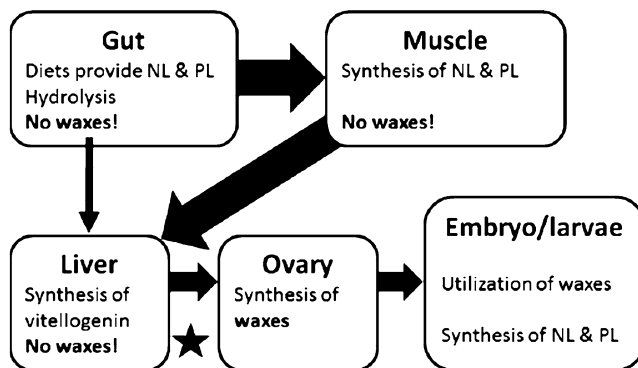 Gut
Diets provide NL & PL
Hydrolysis
No waxes!
Muscle
Synthesis of NL & PL
No waxes!
Liver
Synthesis of
vitellogenin
No waxes!
Ovary
Synthesis of
waxes
Embryo/larvae
Utilization of waxes
Synthesis of NL & PL